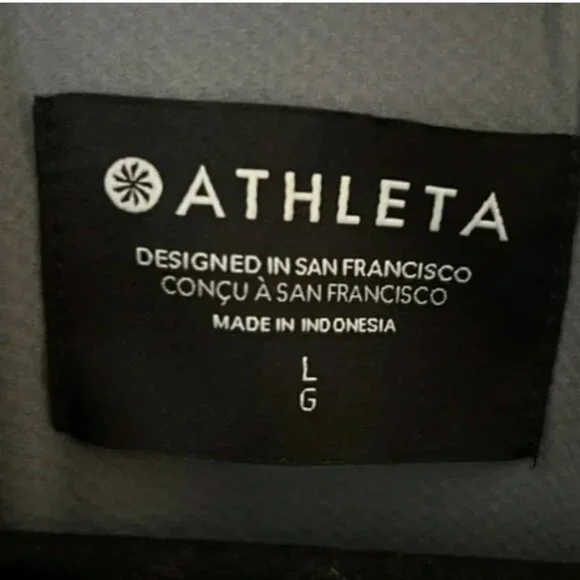 ATHLETA
DESIGNED IN SAN FRANCISCO
CONÇU À SAN FRANCISCO
MADE IN INDONESIA
L
G